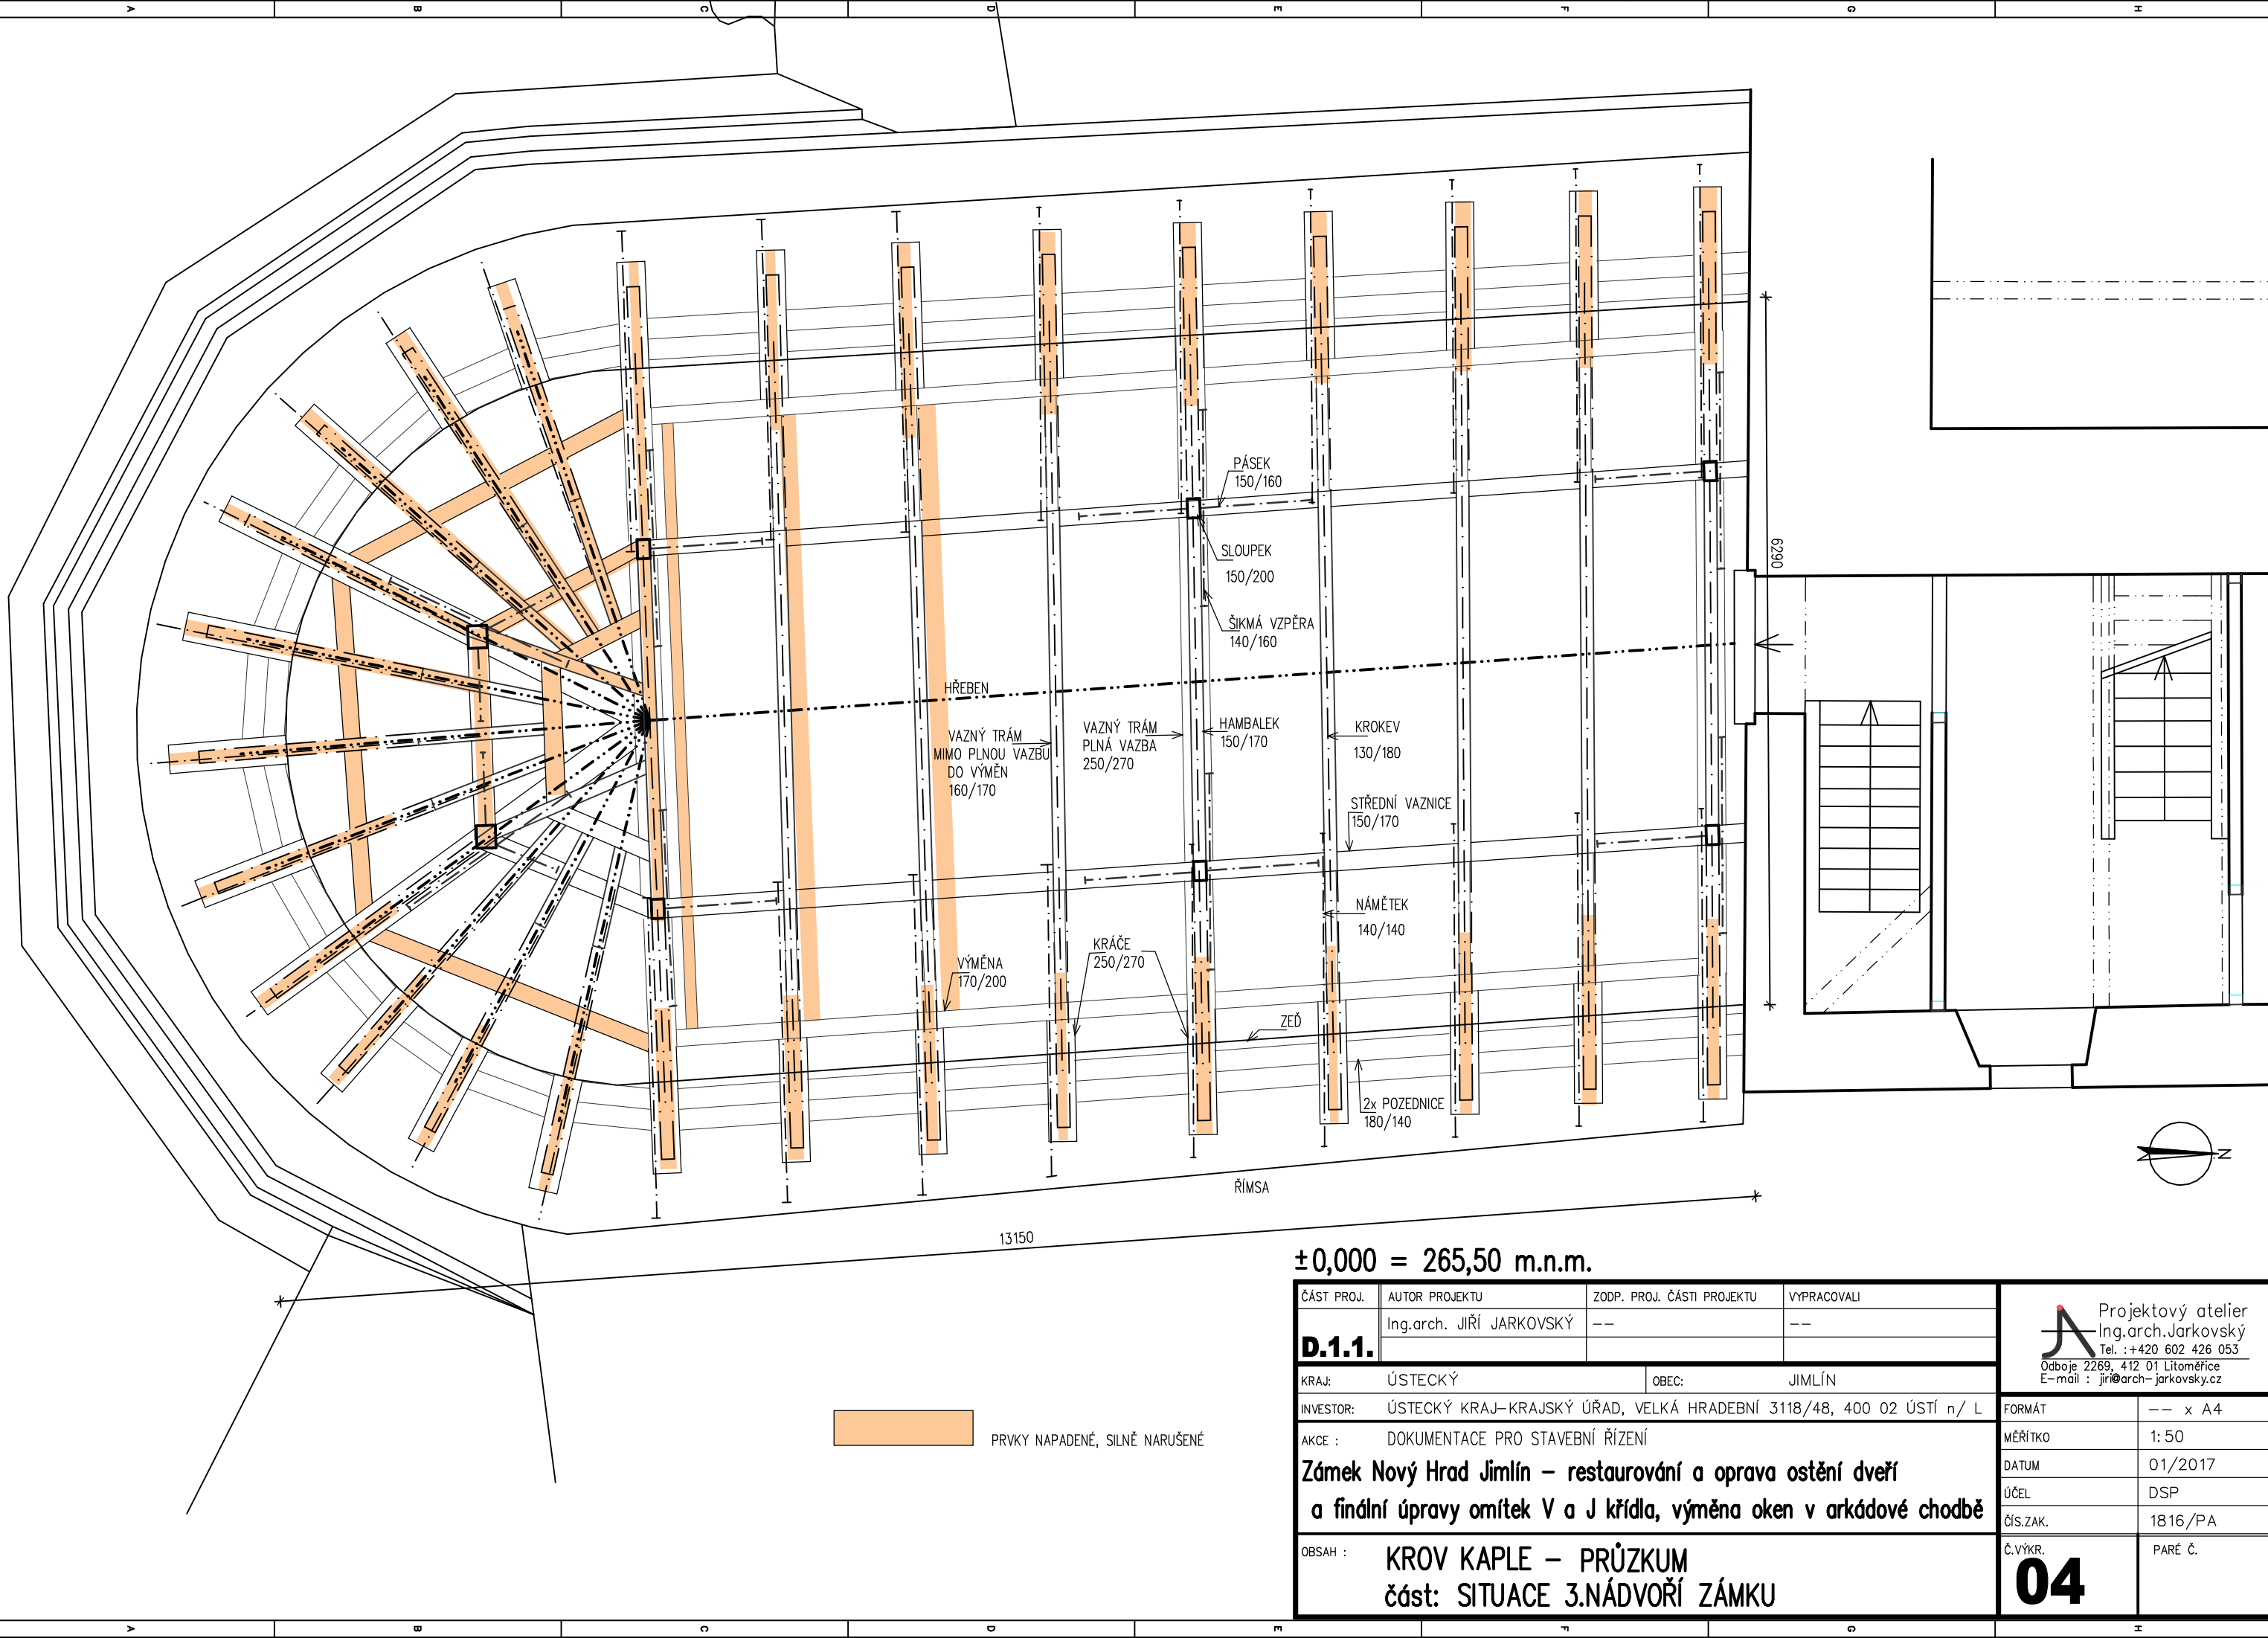 A
B
C
D
E
F
G
H
PÁSEK
150/160
SLOUPEK
150/200
ŠIKMÁ VZPĚRA
140/160
6290
HŘEBEN
VAZNÝ TRÁM
MIMO PLNOU VAZBU
DO VÝMĚN
160/170
VAZNÝ TRÁM
PLNÁ VAZBA
250/270
HAMBALEK
150/170
KROKEV
130/180
STŘEDNÍ VAZNICE
150/170
NÁMĚTEK
140/140
KRÁČE
250/270
VÝMĚNA
170/200
ZEĎ
2x POZEDNICE
180/140
ŘÍMSA
13150
N
±0,000 = 265,50 m.n.m.
ČÁST PROJ.
AUTOR PROJEKTU
ZODP. PROJ. ČÁSTI PROJEKTU
VYPRACOVALI
Ing.arch. JIŘÍ JARKOVSKÝ
--
--
D.1.1.
KRAJ:
ÚSTECKÝ
OBEC:
JIMLÍN
INVESTOR:
ÚSTECKÝ KRAJ-KRAJSKÝ ÚŘAD, VELKÁ HRADEBNÍ 3118/48, 400 02 ÚSTÍ n/ L
AKCE :
DOKUMENTACE PRO STAVEBNÍ ŘÍZENÍ
Zámek Nový Hrad Jimlín – restaurování a oprava ostění dveří
a finální úpravy omítek V a J křídla, výměna oken v arkádové chodbě
OBSAH :
KROV KAPLE – PRŮZKUM
část: SITUACE 3.NÁDVOŘÍ ZÁMKU
Projektový atelier
Ing.arch.Jarkovský
Tel. :+420 602 426 053
Odboje 2269, 412 01 Litoměřice
E-mail : jiri@arch-jarkovsky.cz
FORMÁT
-- x A4
MĚŘÍTKO
1:50
DATUM
01/2017
ÚČEL
DSP
ČÍS.ZAK.
1816/PA
Č.VÝKR.
04
PARÉ Č.
PRVKY NAPADENÉ, SILNĚ NARUŠENÉ
A
B
C
D
E
F
G
H